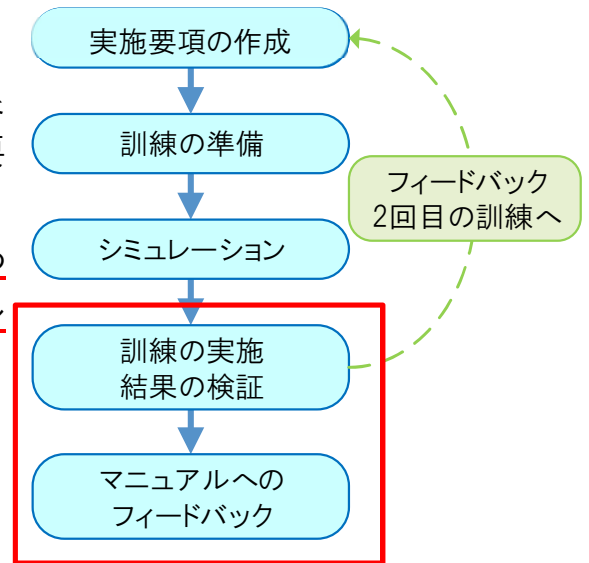 実施要項の作成
訓練の準備
フィードバック
2回目の訓練へ
シミュレーション
訓練の実施
結果の検証
マニュアルへの
フィードバック